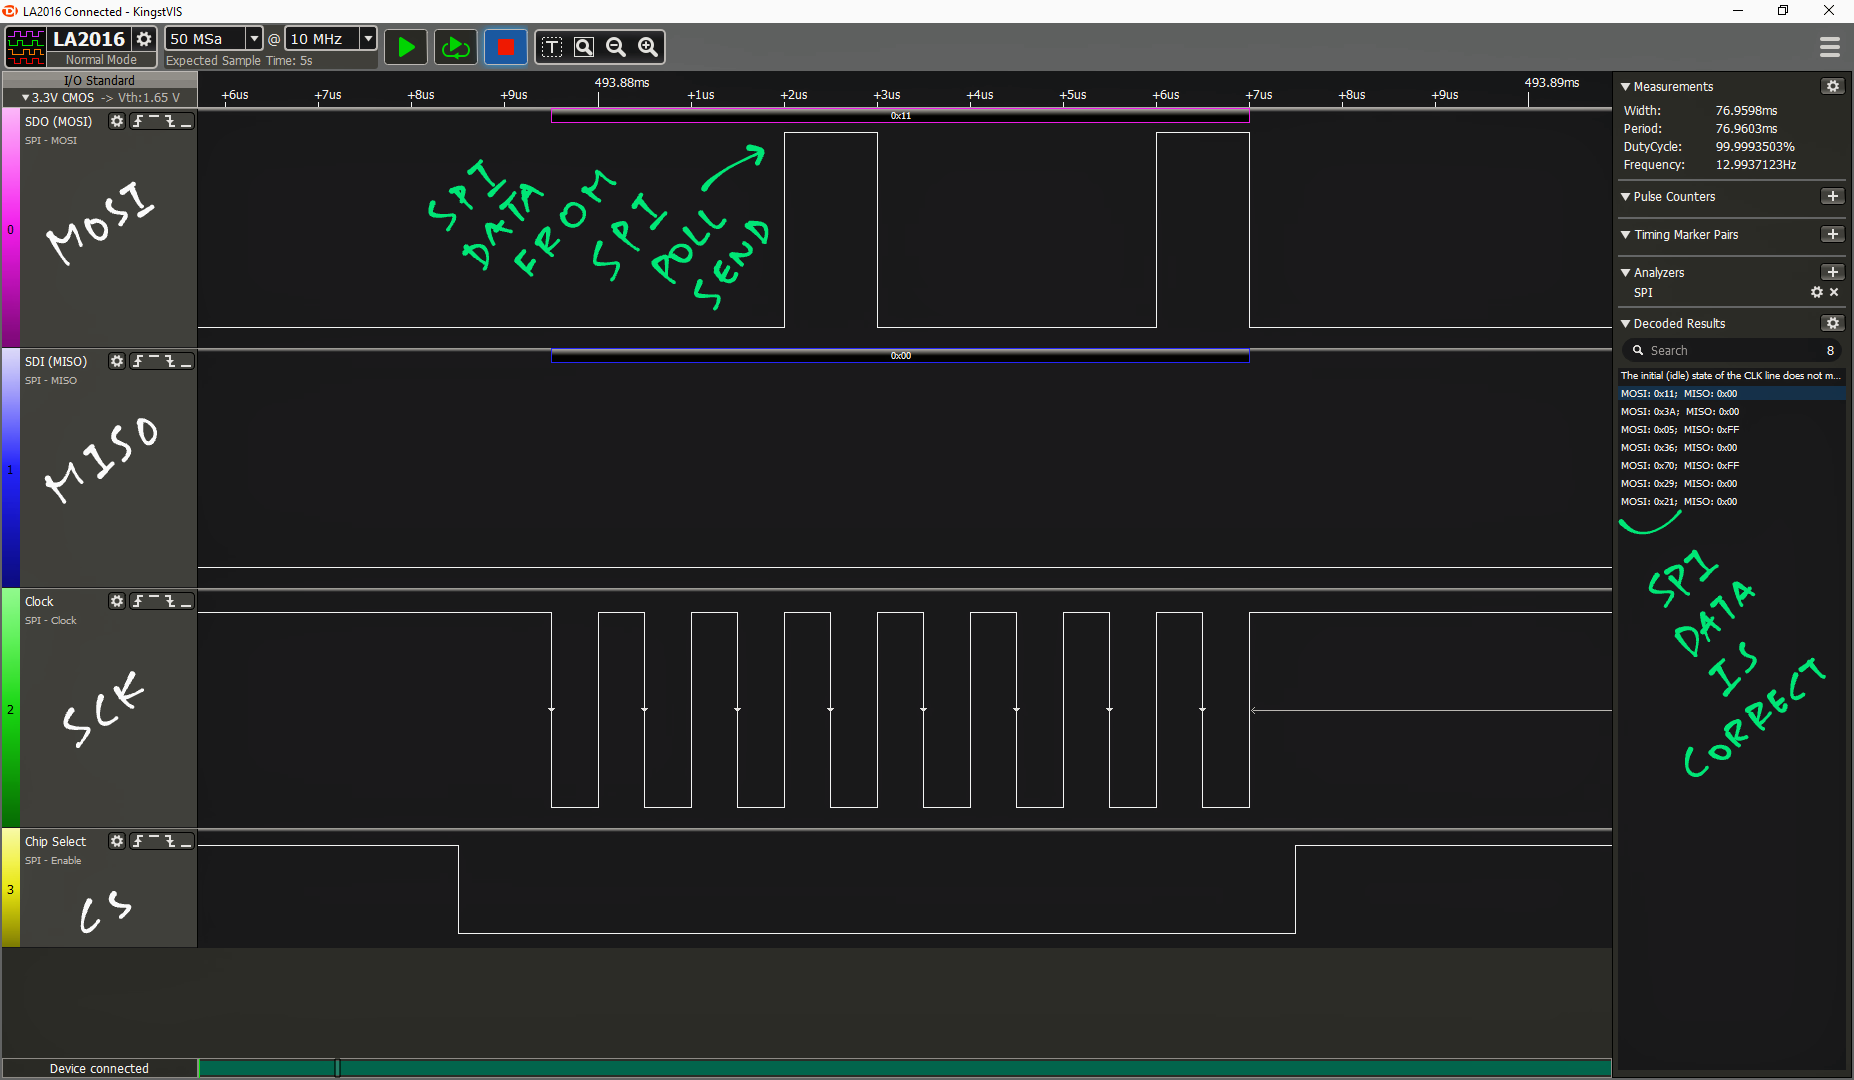 LA2016 Connected - KingstVIS
LA2016
Normal Mode
50 MSa @ 10 MHz
Expected Sample Time: 5s
T
I/O Standard
3.3V CMOS -> Vth:1.65 V
493.88ms 493.89ms
+6us +7us +8us +9us +1us +2us +3us +4us +5us +6us +7us +8us +9us
0
SDO (MOSI)
SPI - MOSI
MOSI
0x11
SPI
DATA
FROM
SPI
POLL
SEND
1
SDI (MISO)
SPI - MISO
MISO
0x00
2
Clock
SPI - Clock
SCK
3
Chip Select
SPI - Enable
CS
Measurements
Width: 76.9598ms
Period: 76.9603ms
DutyCycle: 99.9993503%
Frequency: 12.9937123Hz
Pulse Counters
Timing Marker Pairs
Analyzers
SPI
Decoded Results
Search 8
The initial (idle) state of the CLK line does not m...
MOSI: 0x11; MISO: 0x00
MOSI: 0x3A; MISO: 0x00
MOSI: 0x05; MISO: 0xFF
MOSI: 0x36; MISO: 0x00
MOSI: 0x70; MISO: 0xFF
MOSI: 0x29; MISO: 0x00
MOSI: 0x21; MISO: 0x00
SPI
DATA
IS
CORRECT
Device connected